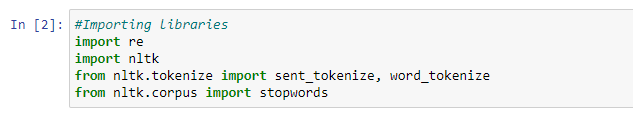 In [2]: #Importing libraries
import re
import nltk
from nltk.tokenize import sent_tokenize, word_tokenize
from nltk.corpus import stopwords